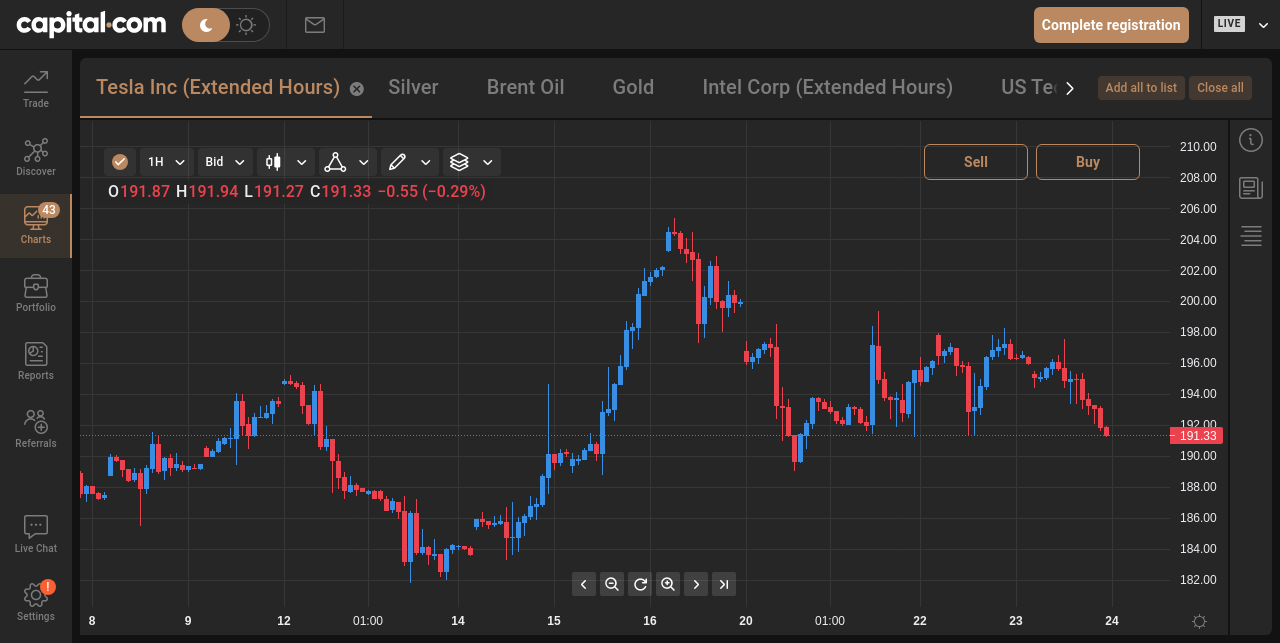 capital.com
Complete registration
LIVE
Trade
Discover
43
Charts
Portfolio
Reports
Referrals
Live Chat
!
Settings
Tesla Inc (Extended Hours)
Silver
Brent Oil
Gold
Intel Corp (Extended Hours)
US Te
Add all to list
Close all
1H
Bid
Sell
Buy
O191.87 H191.94 L191.27 C191.33 −0.55 (−0.29%)
210.00
208.00
206.00
204.00
202.00
200.00
198.00
196.00
194.00
192.00
191.33
190.00
188.00
186.00
184.00
182.00
8 9 12 01:00 14 15 16 20 01:00 22 23 24